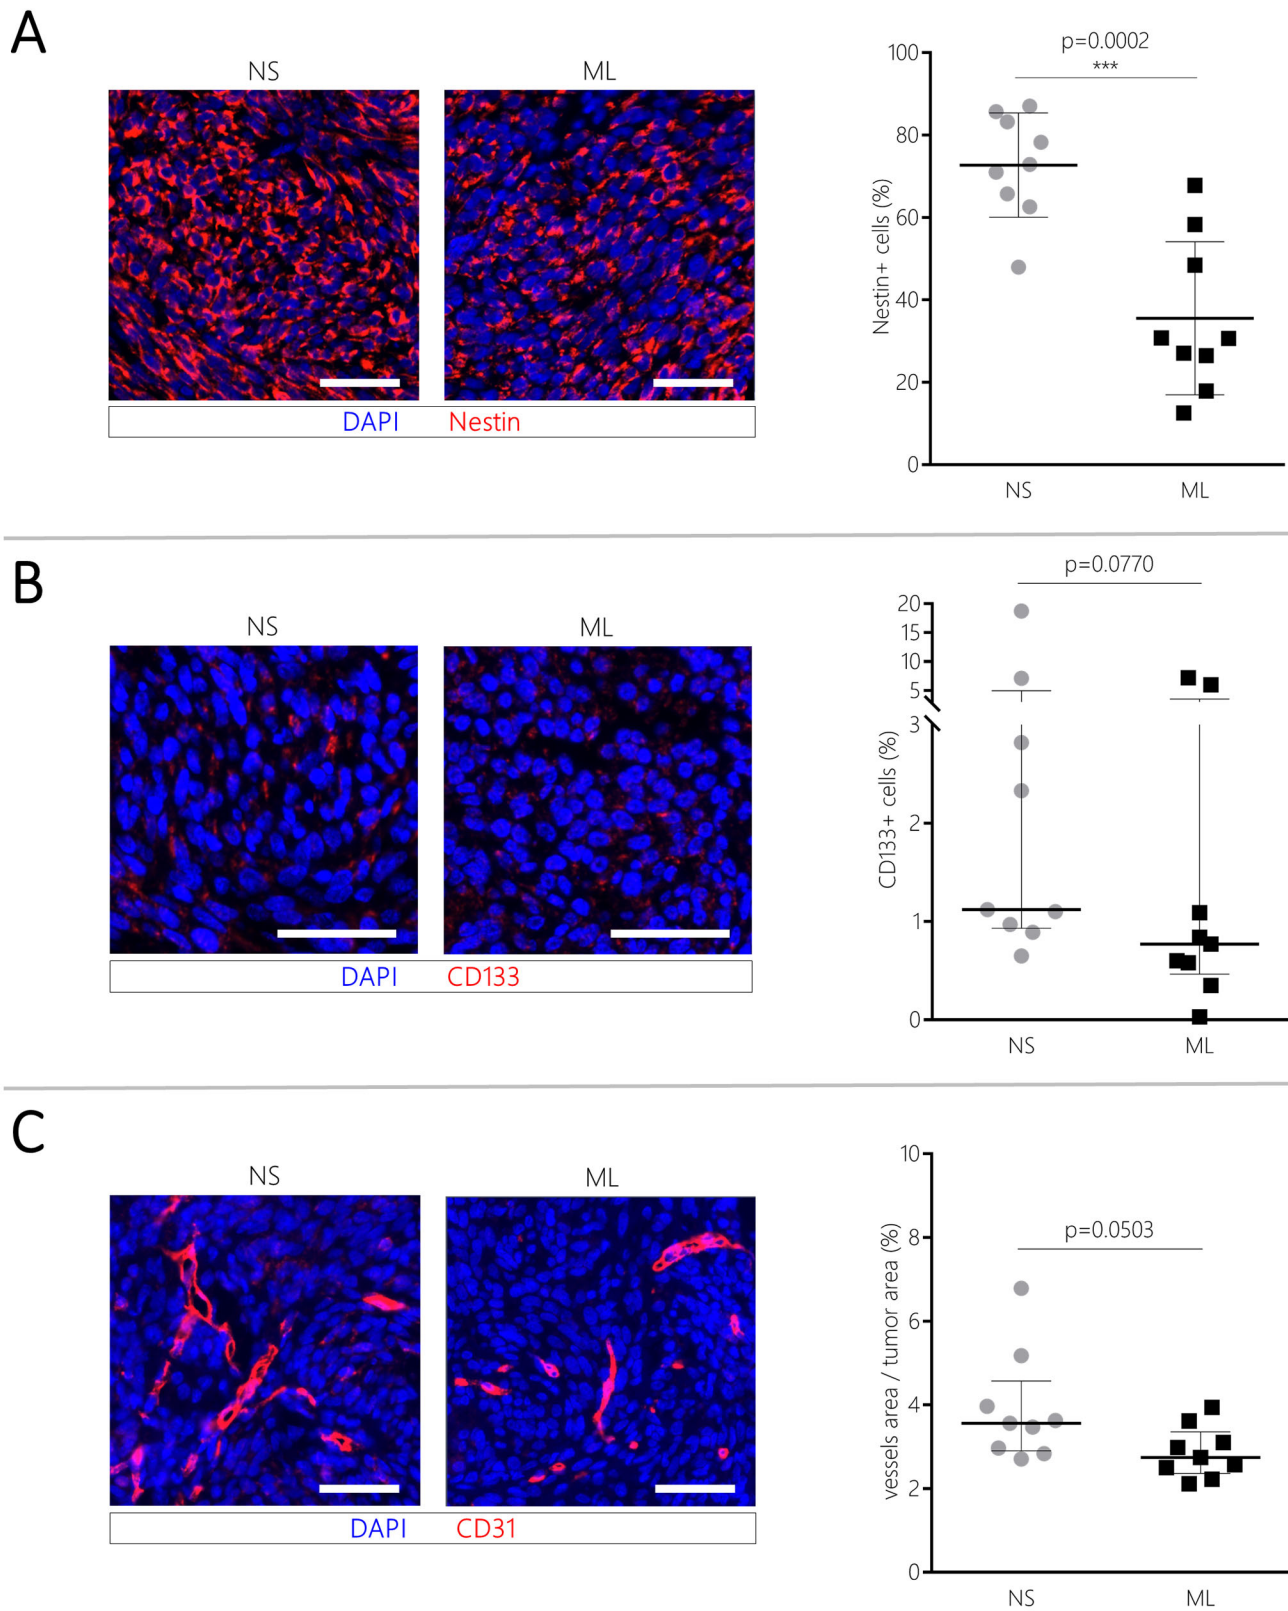 A
NS ML
DAPI Nestin
p=0.0002
***
Nestin+ cells (%)
100
80
60
40
20
0
NS ML
B
NS ML
DAPI CD133
p=0.0770
CD133+ cells (%)
20
15
10
5
3
2
1
0
NS ML
C
NS ML
DAPI CD31
p=0.0503
vessels area / tumor area (%)
10
8
6
4
2
0
NS ML